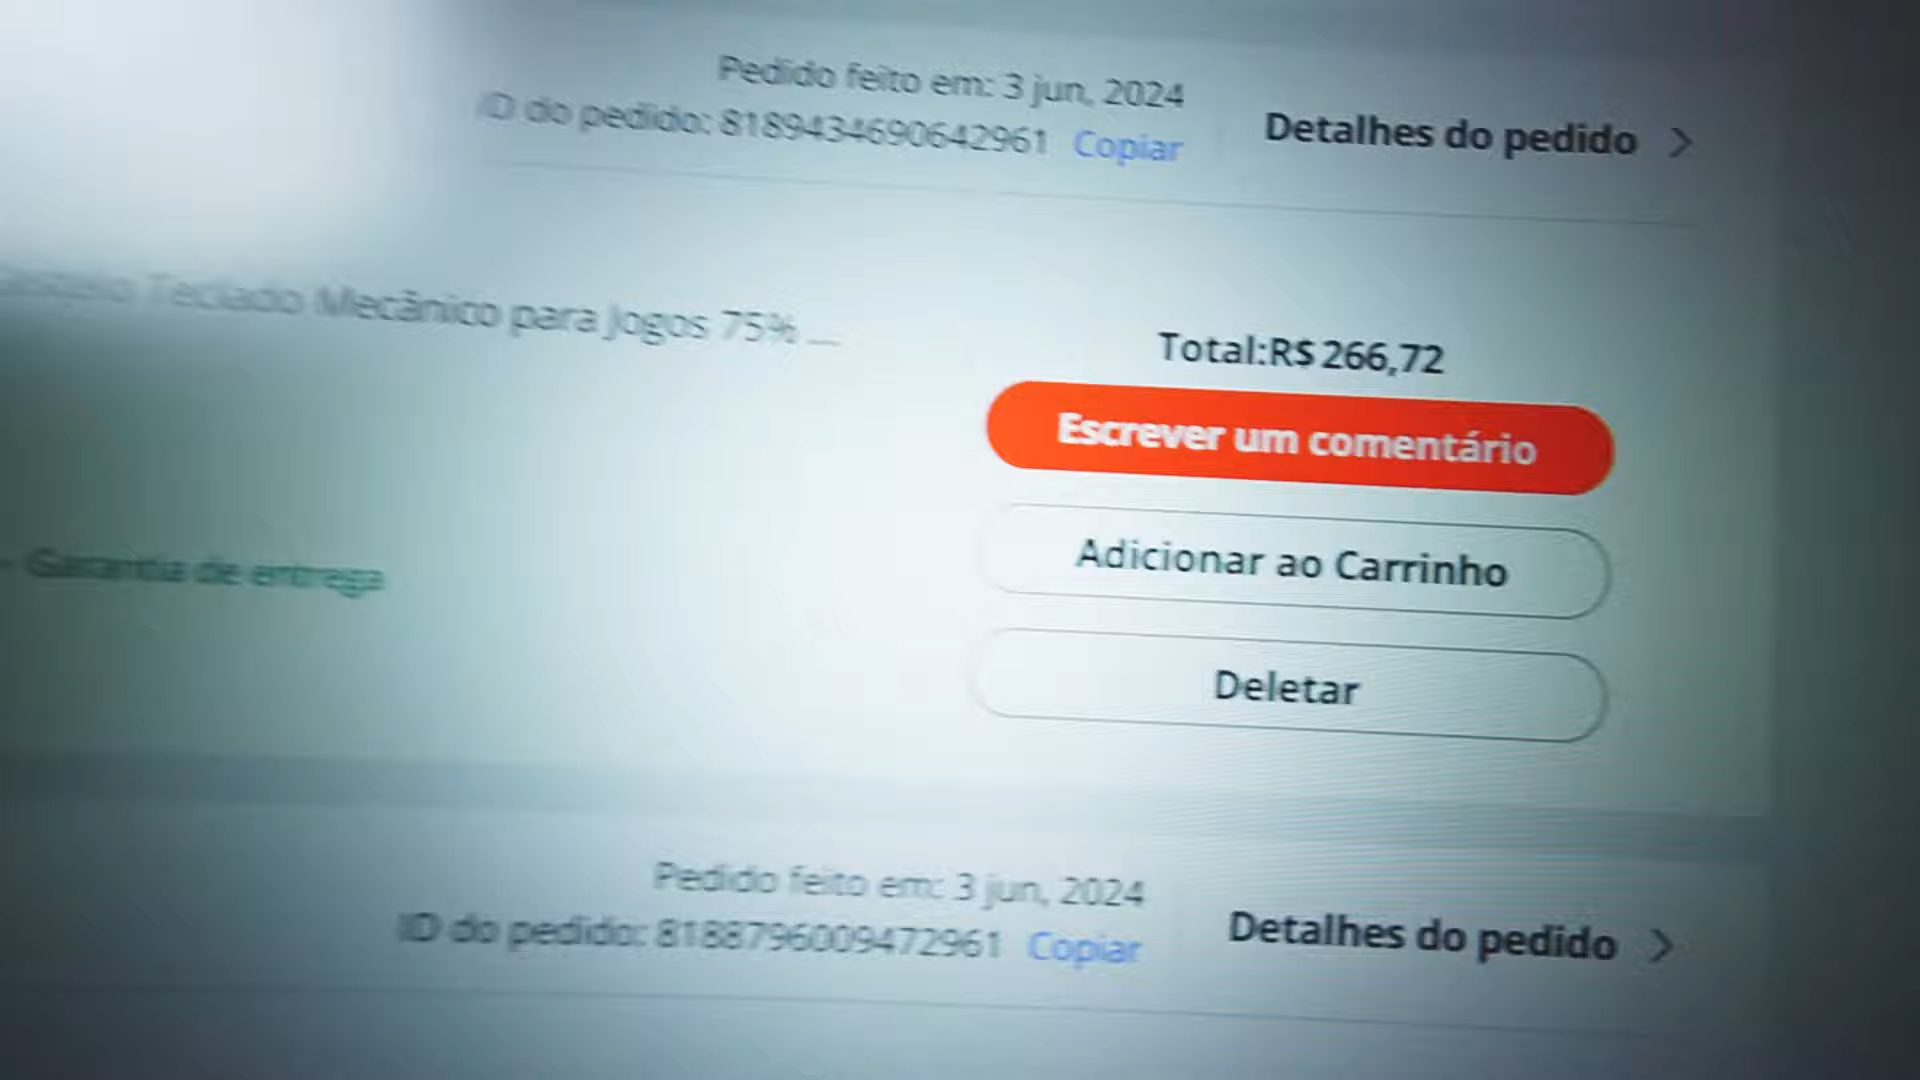 Pedido feito em: 3 jun, 2024
ID do pedido: 8189434690642961 Copiar
Detalhes do pedido
Teclado Mecânico para Jogos 75% ...
Total:R$ 266,72
Escrever um comentário
Adicionar ao Carrinho
Garantia de entrega
Deletar
Pedido feito em: 3 jun, 2024
ID do pedido: 8188796009472961 Copiar
Detalhes do pedido